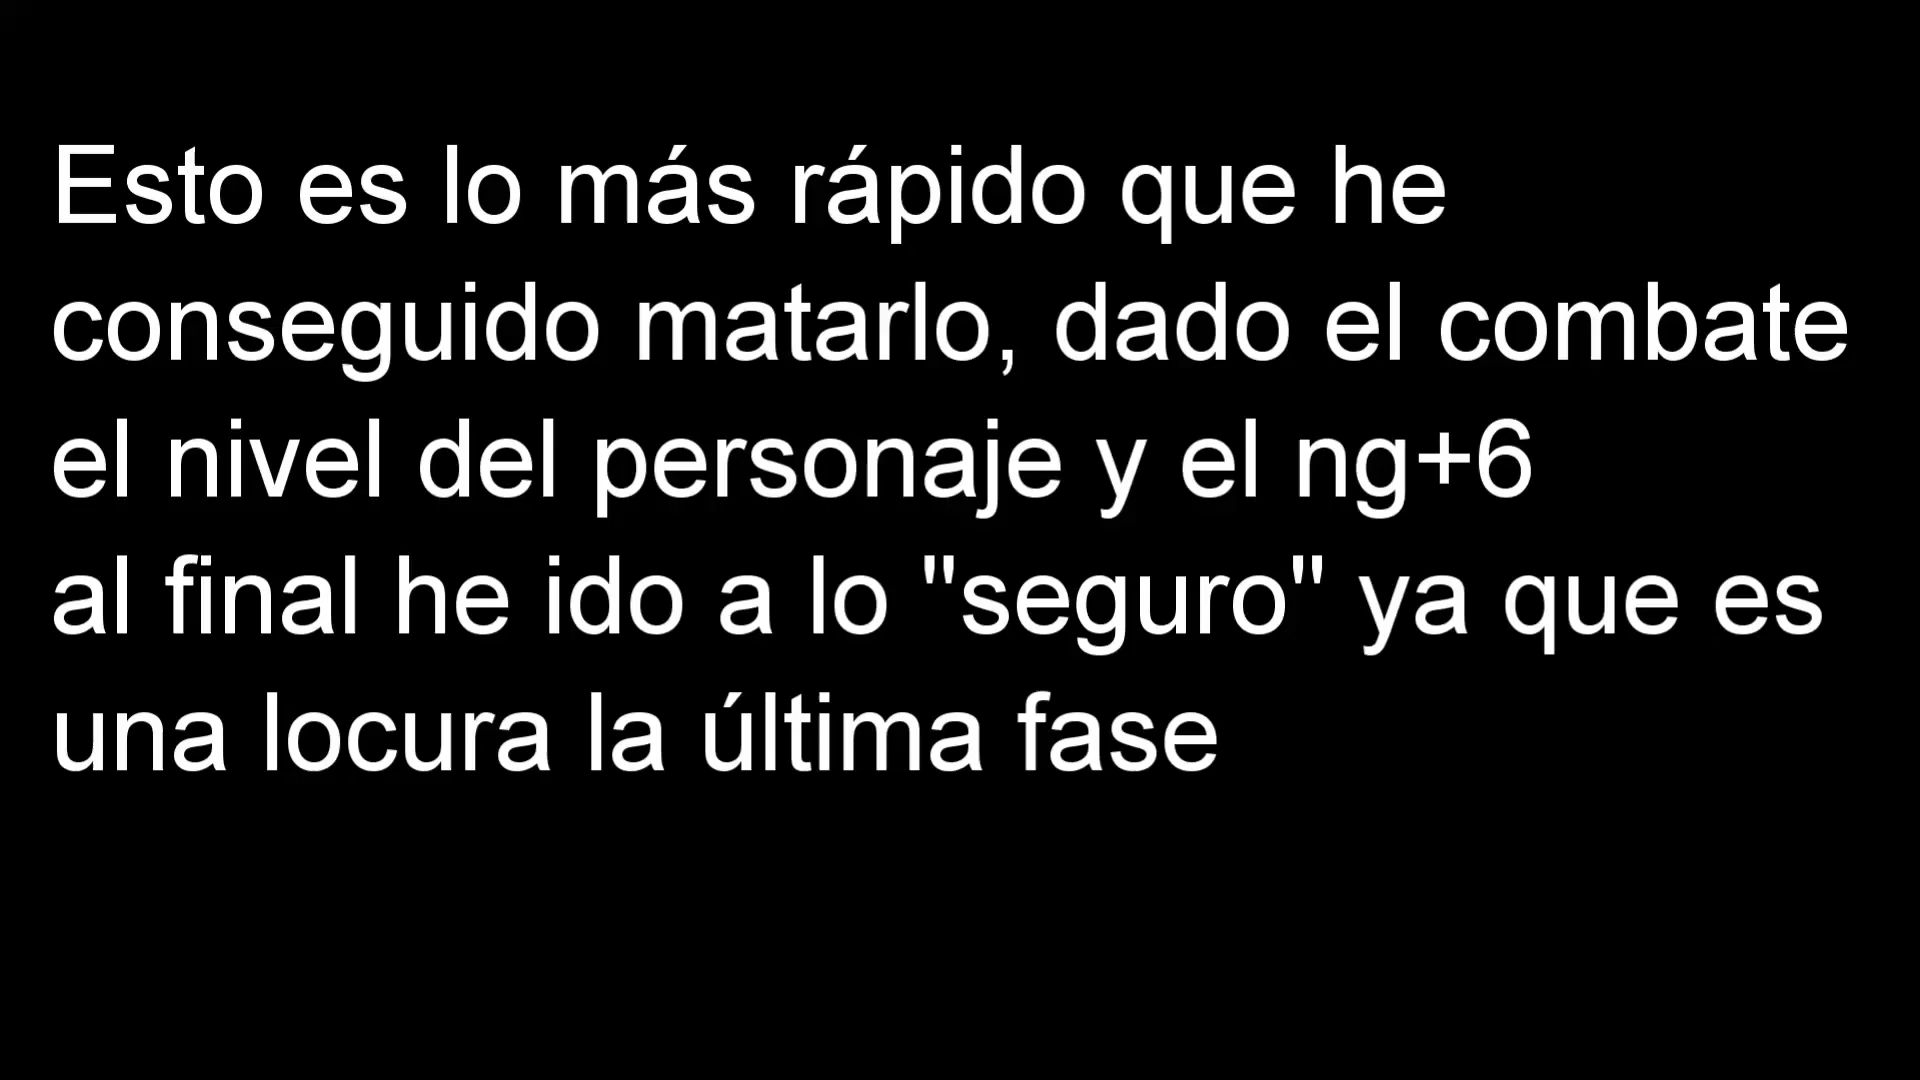 Esto es lo más rápido que he
conseguido matarlo, dado el combate
el nivel del personaje y el ng+6
al final he ido a lo "seguro" ya que es
una locura la última fase